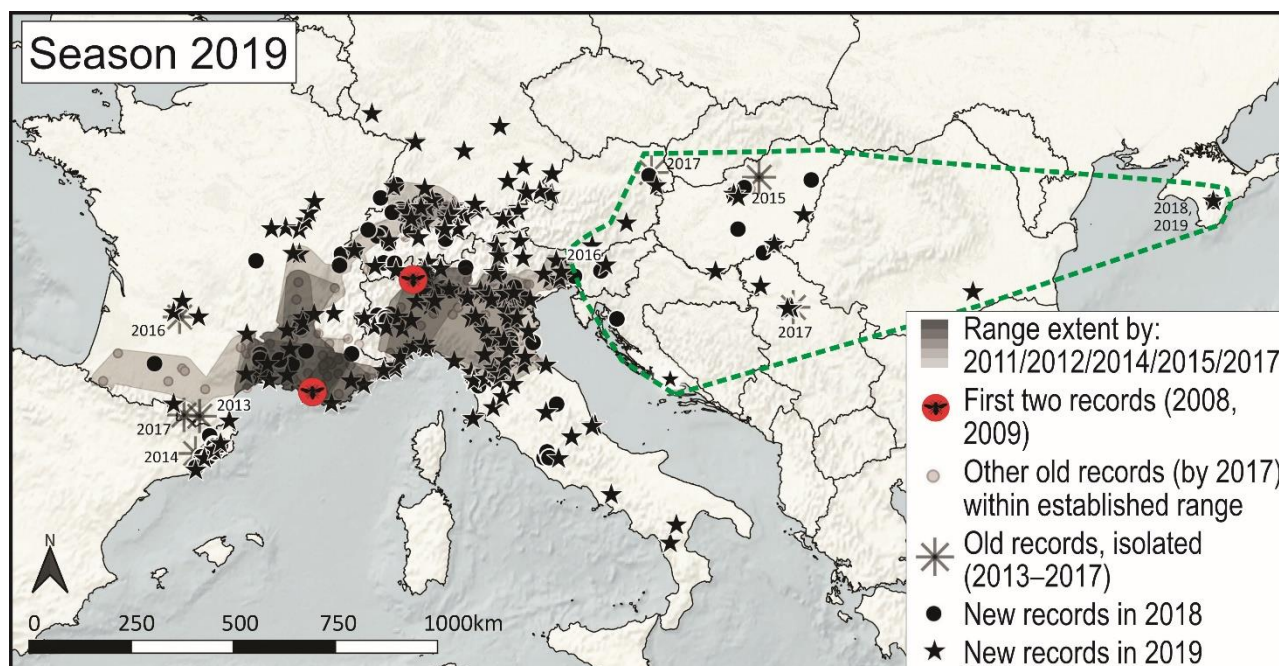 Season 2019
2017
2015
2018,
2019
2016
2016
2017
2013
2017
2014
N
0 250 500 750 1000km
Range extent by:
2011/2012/2014/2015/2017
First two records (2008,
2009)
Other old records (by 2017)
within established range
Old records, isolated
(2013–2017)
New records in 2018
New records in 2019